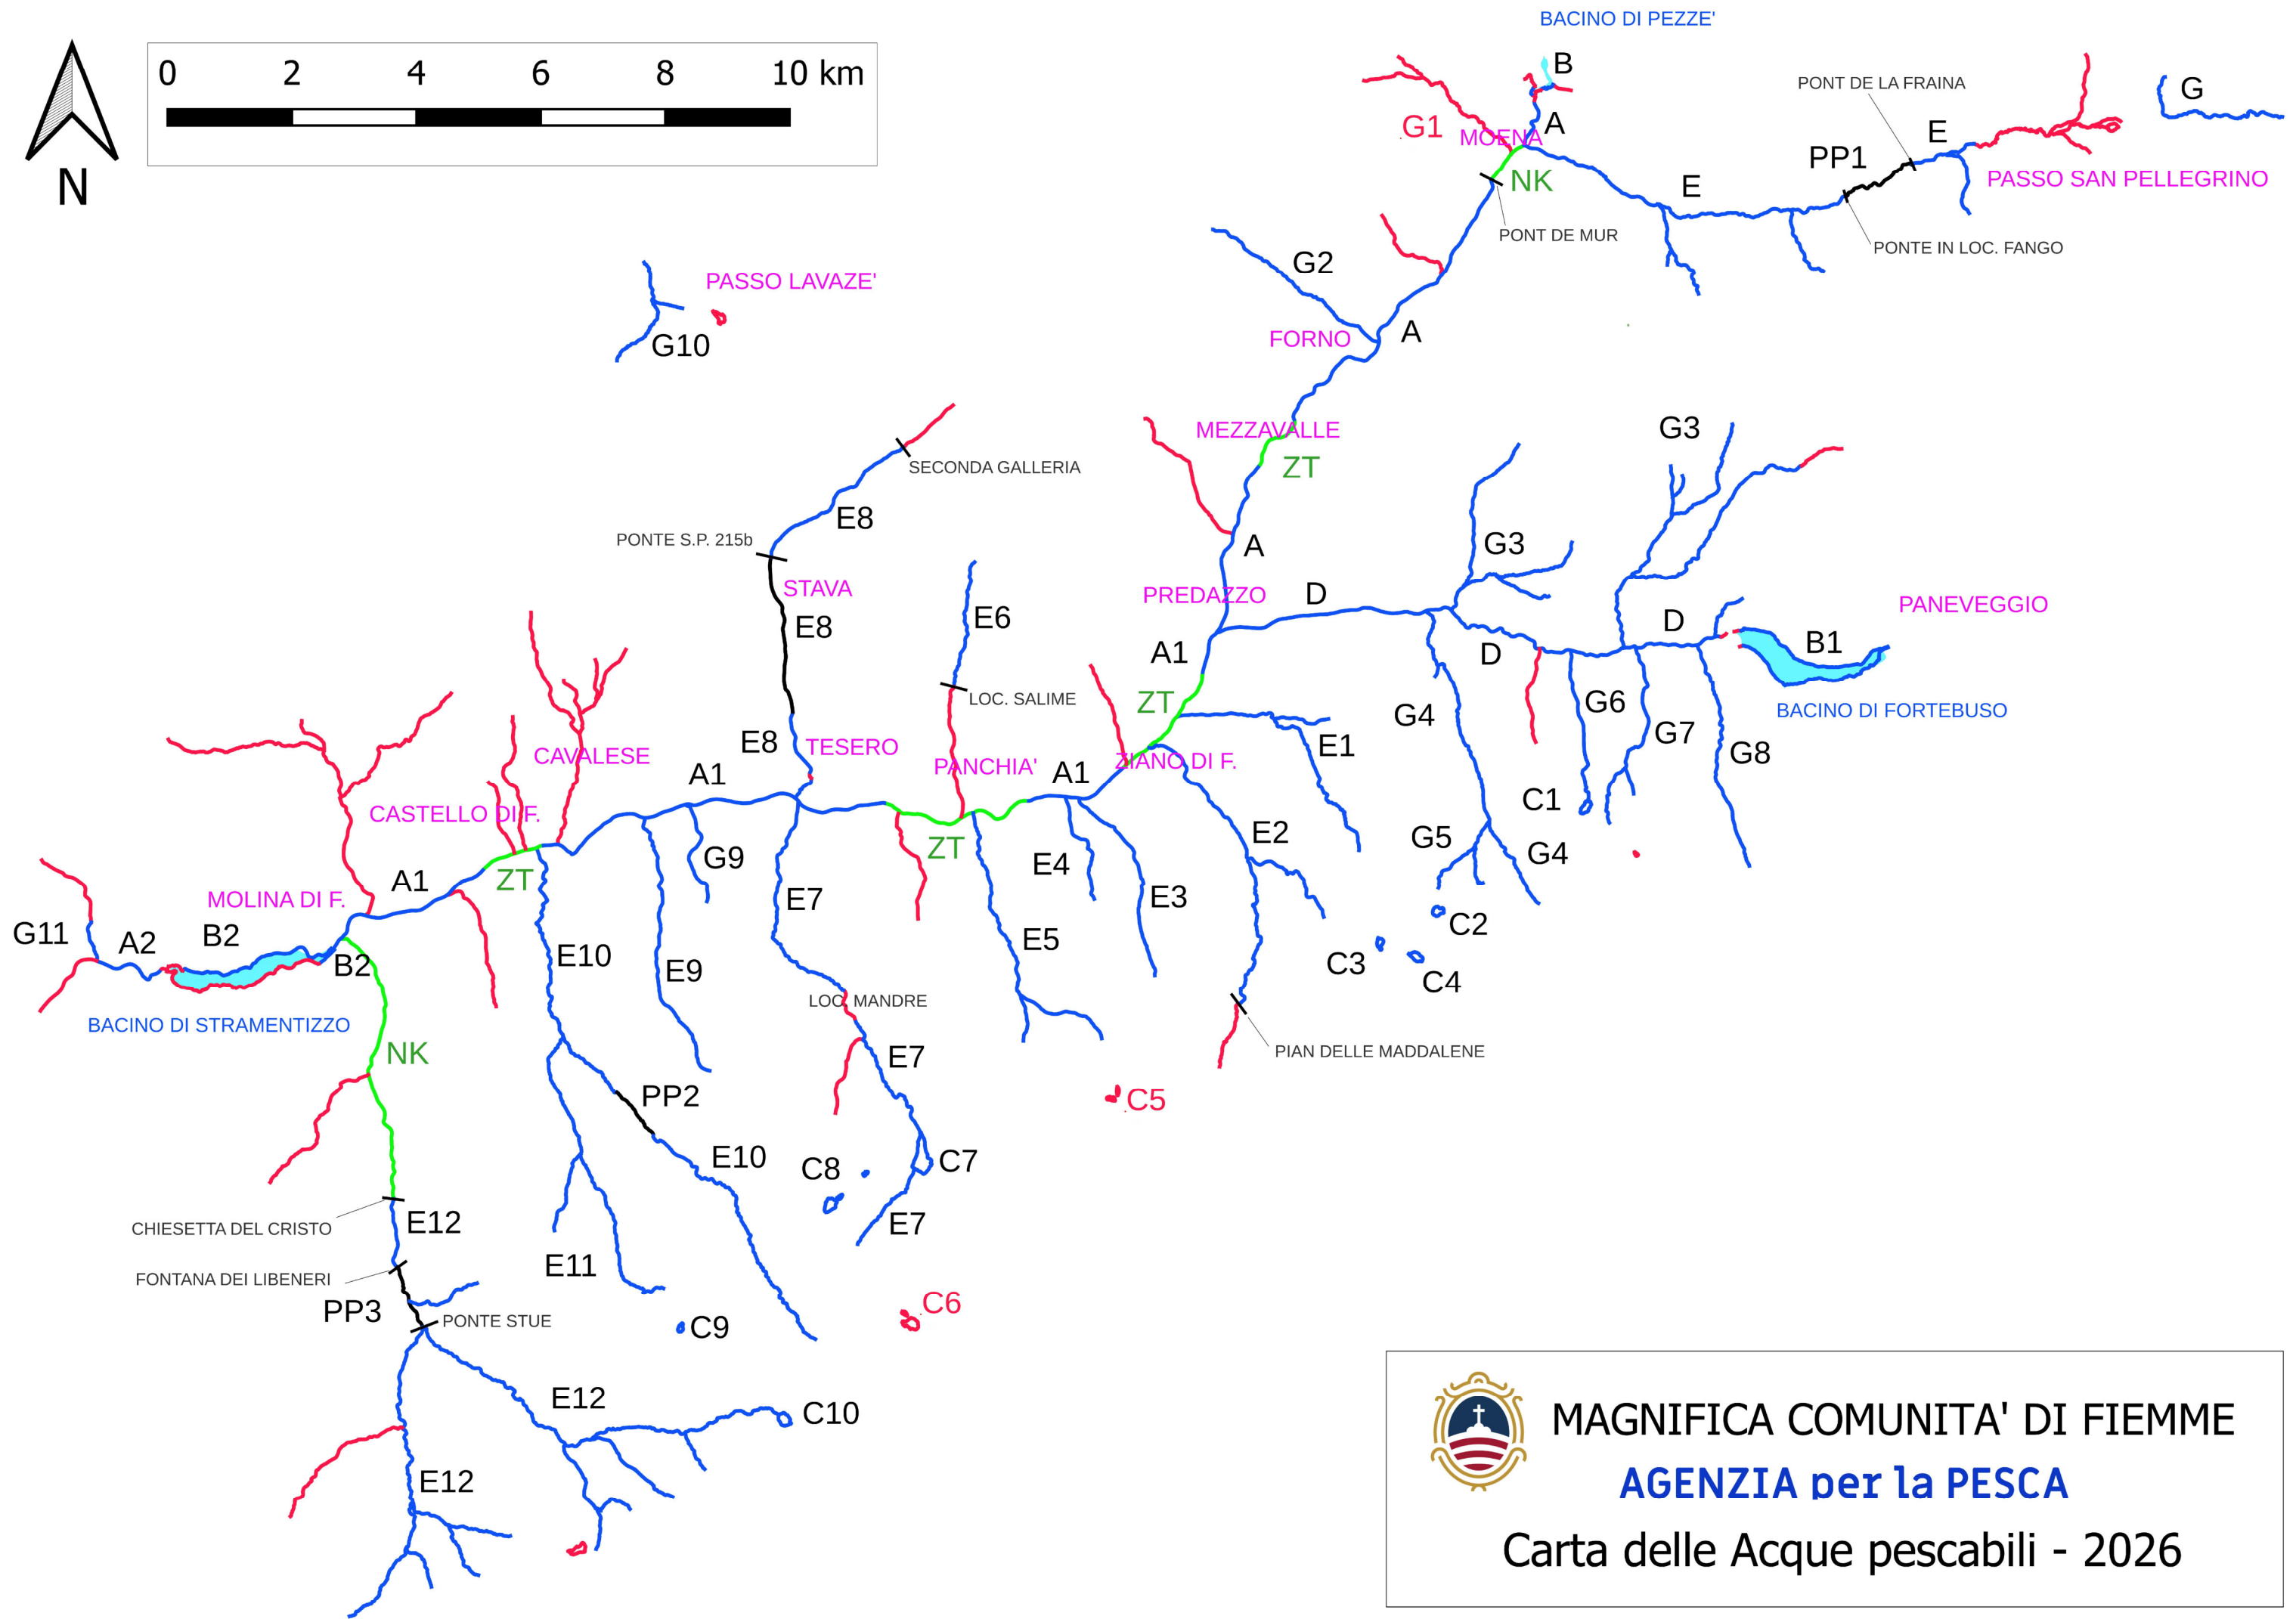 BACINO DI PEZZE'
0 2 4 6 8 10 km
N
B
PONT DE LA FRAINA
G
G1
MOENA
A
E
PP1
NK
E
PASSO SAN PELLEGRINO
PONT DE MUR
PONTE IN LOC. FANGO
G2
PASSO LAVAZE'
FORNO
A
G10
MEZZAVALLE
G3
SECONDA GALLERIA
ZT
E8
PONTE S.P. 215b
A
G3
STAVA
PREDAZZO
D
E6
E8
D
PANEVEGGIO
A1
D
B1
LOC. SALIME
ZT
G6
G4
BACINO DI FORTEBUSO
G7
E8
TESERO
CAVALESE
E1
G8
PANCHIA'
A1
ZIANO DI F.
A1
C1
CASTELLO DI F.
E2
G5
ZT
G9
E4
G4
A1
ZT
MOLINA DI F.
E7
E3
C2
G11
A2
B2
E5
B2
E10
E9
C3
C4
LOC. MANDRE
BACINO DI STRAMENTIZZO
NK
E7
PIAN DELLE MADDALENE
PP2
C5
E10
C8
C7
CHIESETTA DEL CRISTO
E12
E7
E11
FONTANA DEI LIBENERI
PP3
PONTE STUE
C9
C6
E12
C10
E12
MAGNIFICA COMUNITA' DI FIEMME
AGENZIA per la PESCA
Carta delle Acque pescabili - 2026